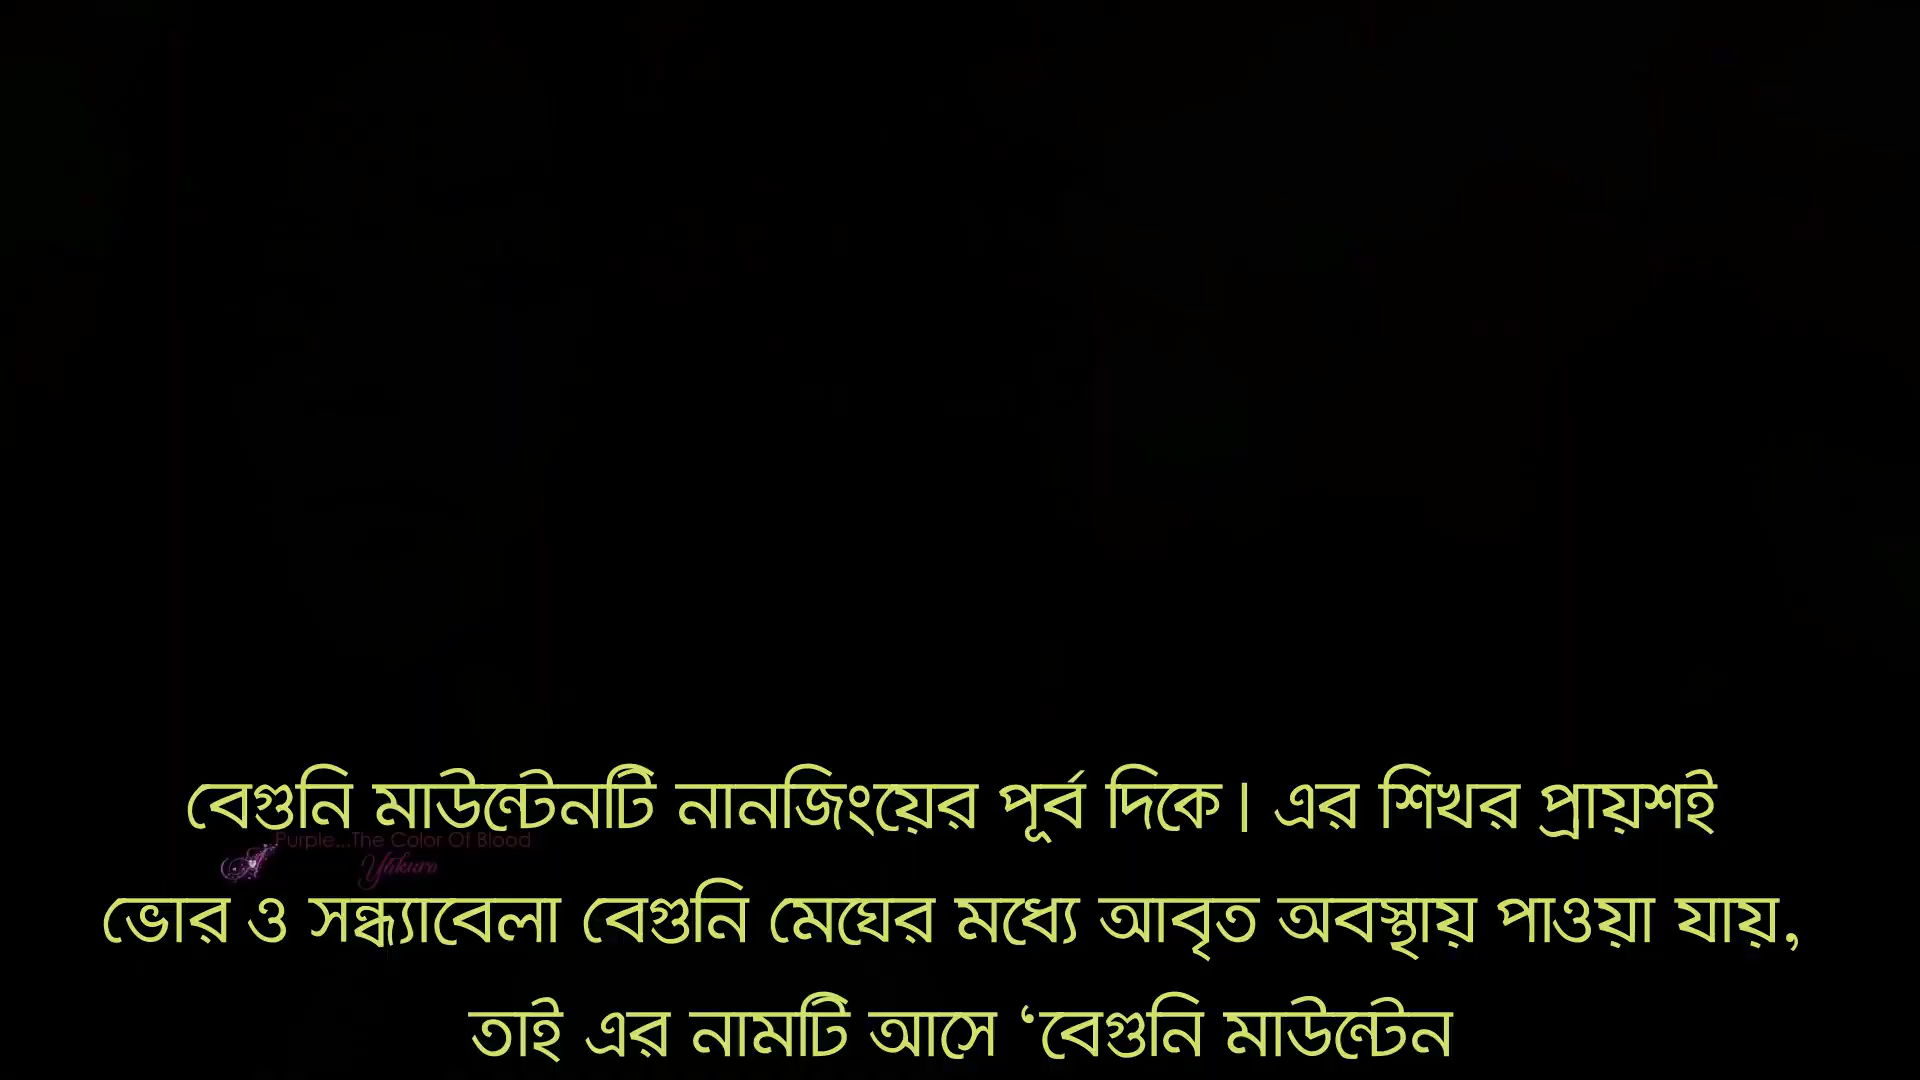 বেগুনি মাউন্টেনটি নানজিংয়ের পূর্ব দিকে। এর শিখর প্রায়শই
Purple...The Color Of Blood
Yukuro
ভোর ও সন্ধ্যাবেলা বেগুনি মেঘের মধ্যে আবৃত অবস্থায় পাওয়া যায়,
তাই এর নামটি আসে ‘বেগুনি মাউন্টেন